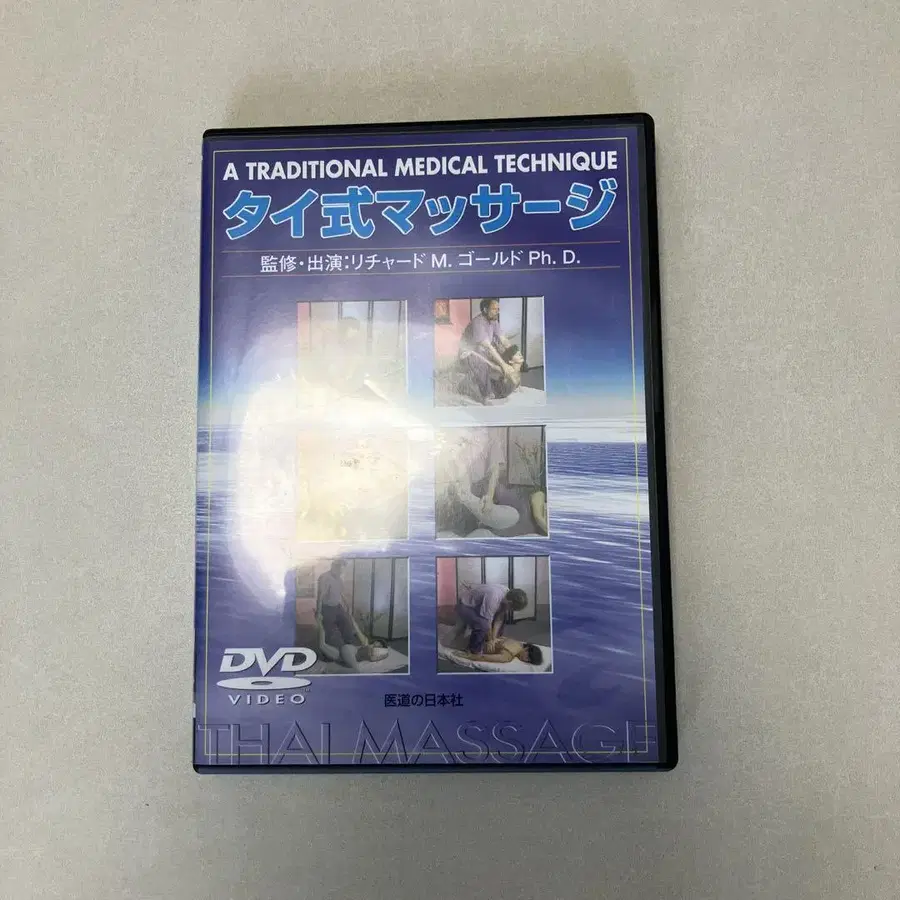 A TRADITIONAL MEDICAL TECHNIQUE
タイ式マッサージ
監修・出演：リチャード M. ゴールド Ph. D.
DVD
VIDEO
医道の日本社
THAI MASSAGE